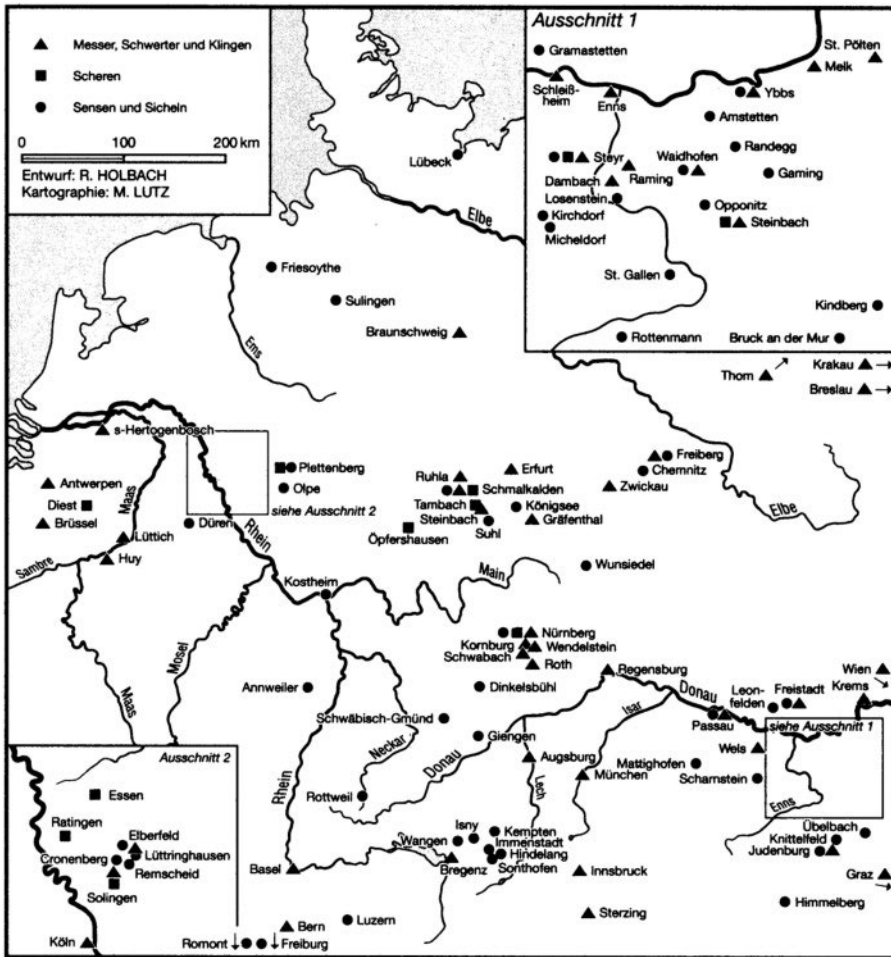 Messer, Schwerter und Klingen
Scheren
Sensen und Sicheln
0 100 200 km
Entwurf: R. HOLBACH
Kartographie: M. LUTZ
Ausschnitt 1
Gramastetten
St. Pölten
Melk
Schleiß-
heim
Enns
Ybbs
Amstetten
Randegg
Steyr
Waidhofen
Raming
Gaming
Dambach
Losenstein
Opponitz
Kirchdorf
Steinbach
Micheldorf
St. Gallen
Kindberg
Rottenmann
Bruck an der Mur
Lübeck
Elbe
Friesoythe
Sulingen
Braunschweig
Ems
Thorn
Krakau
Breslau
s-Hertogenbosch
Antwerpen
Maas
Diest
Brüssel
Lüttich
Sambre
Huy
Düren
Rhein
siehe Ausschnitt 2
Plettenberg
Olpe
Ruhla
Erfurt
Schmalkalden
Tambach
Königsee
Steinbach
Suhl
Gräfenthal
Öpfershausen
Freiberg
Chemnitz
Zwickau
Elbe
Wunsiedel
Kostheim
Main
Mosel
Maas
Nürnberg
Kornburg
Wendelstein
Schwabach
Roth
Regensburg
Annweiler
Dinkelsbühl
Donau
Leon-
felden
Freistadt
Wien
Krems
Schwäbisch-Gmünd
Passau
siehe Ausschnitt 1
Isar
Neckar
Giengen
Donau
Augsburg
Wels
Mattighofen
Scharnstein
München
Lech
Enns
Rhein
Rottweil
Übelbach
Knittelfeld
Judenburg
Isny
Kempten
Wangen
Immenstadt
Hindelang
Bregenz
Sonthofen
Basel
Innsbruck
Graz
Himmelberg
Sterzing
Bern
Luzern
Romont
Freiburg
Ausschnitt 2
Essen
Ratingen
Elberfeld
Cronenberg
Lüttringhausen
Remscheid
Solingen
Köln